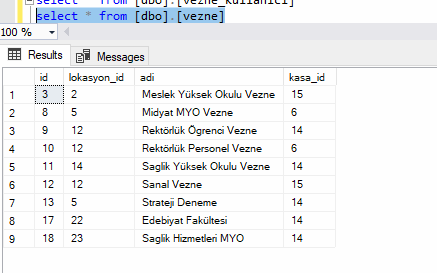 select * from [dbo].[vezne_kullanici]
select * from [dbo].[vezne]
100 %
Results Messages
id lokasyon_id adi kasa_id
1 3 2 Meslek Yüksek Okulu Vezne 15
2 8 5 Midyat MYO Vezne 6
3 9 12 Rektörlük Ögrenci Vezne 14
4 10 12 Rektörlük Personel Vezne 6
5 11 14 Saglik Yüksek Okulu Vezne 14
6 12 12 Sanal Vezne 15
7 13 5 Strateji Deneme 14
8 17 22 Edebiyat Fakültesi 14
9 18 23 Saglik Hizmetleri MYO 14